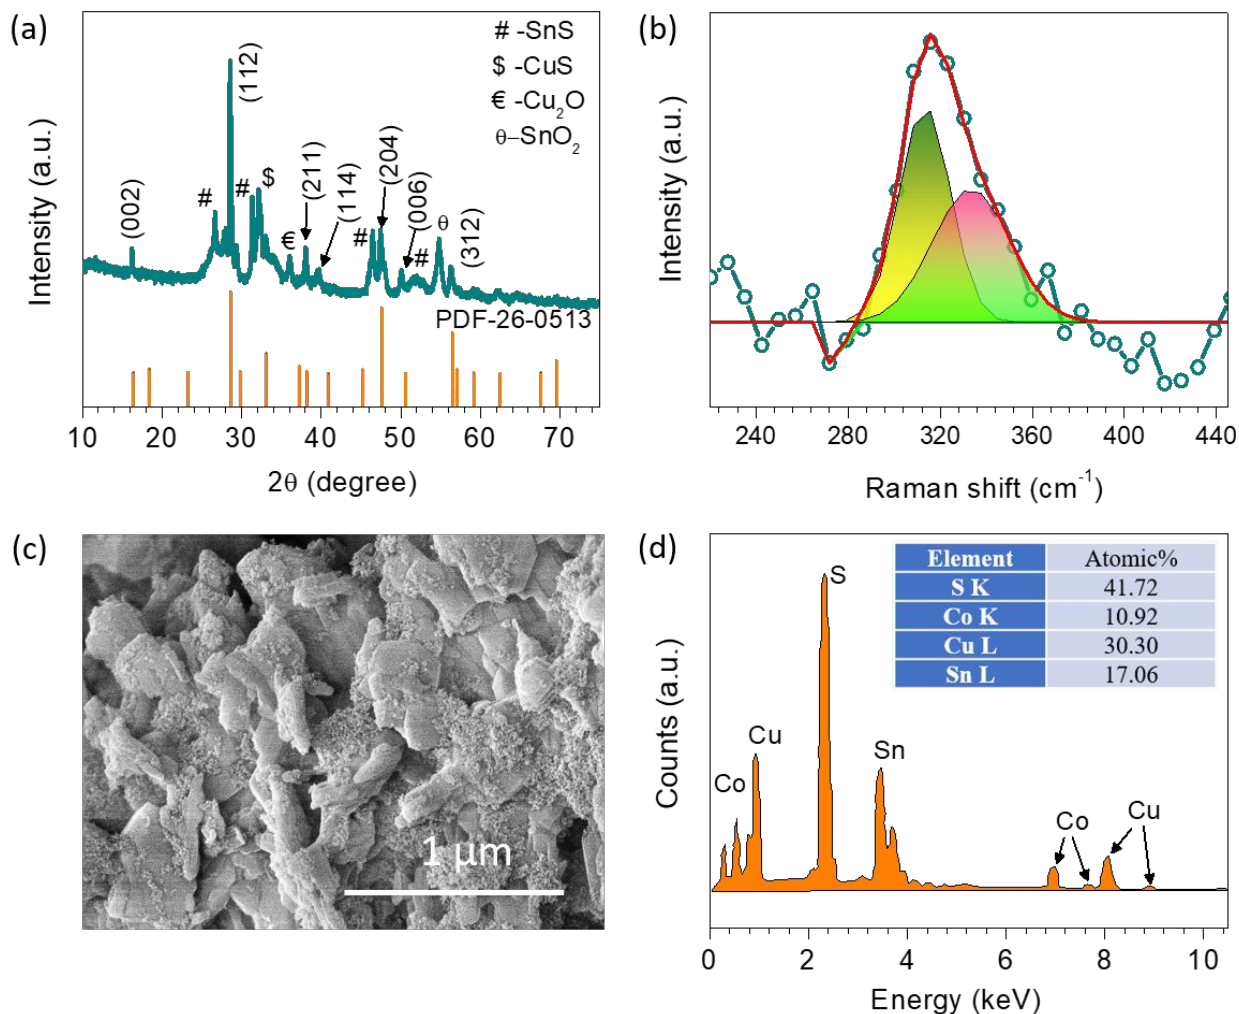 (a)
# -SnS
$ -CuS
€ -Cu2O
θ–SnO2
(002)
#
(112)
#
$
€
(211)
(114)
#
(204)
(006)
#
θ
(312)
PDF-26-0513
Intensity (a.u.)
10 20 30 40 50 60 70
2θ (degree)
(b)
Intensity (a.u.)
240 280 320 360 400 440
Raman shift (cm-1)
(c)
1 µm
(d)
Element Atomic%
S K 41.72
Co K 10.92
Cu L 30.30
Sn L 17.06
Co
Cu
S
Sn
Co
Cu
Counts (a.u.)
0 2 4 6 8 10
Energy (keV)